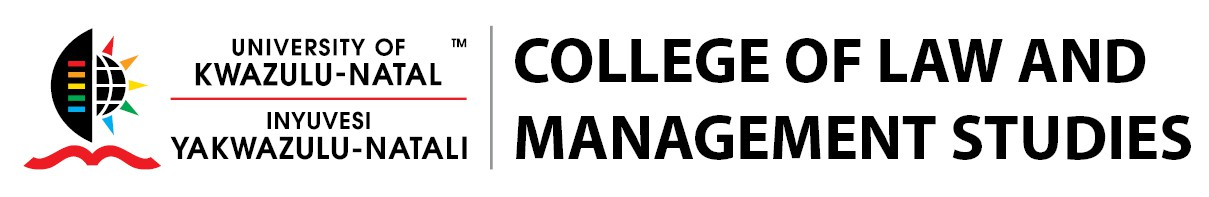 UNIVERSITY OF ™
KWAZULU-NATAL
INYUVESI
YAKWAZULU-NATALI
COLLEGE OF LAW AND
MANAGEMENT STUDIES